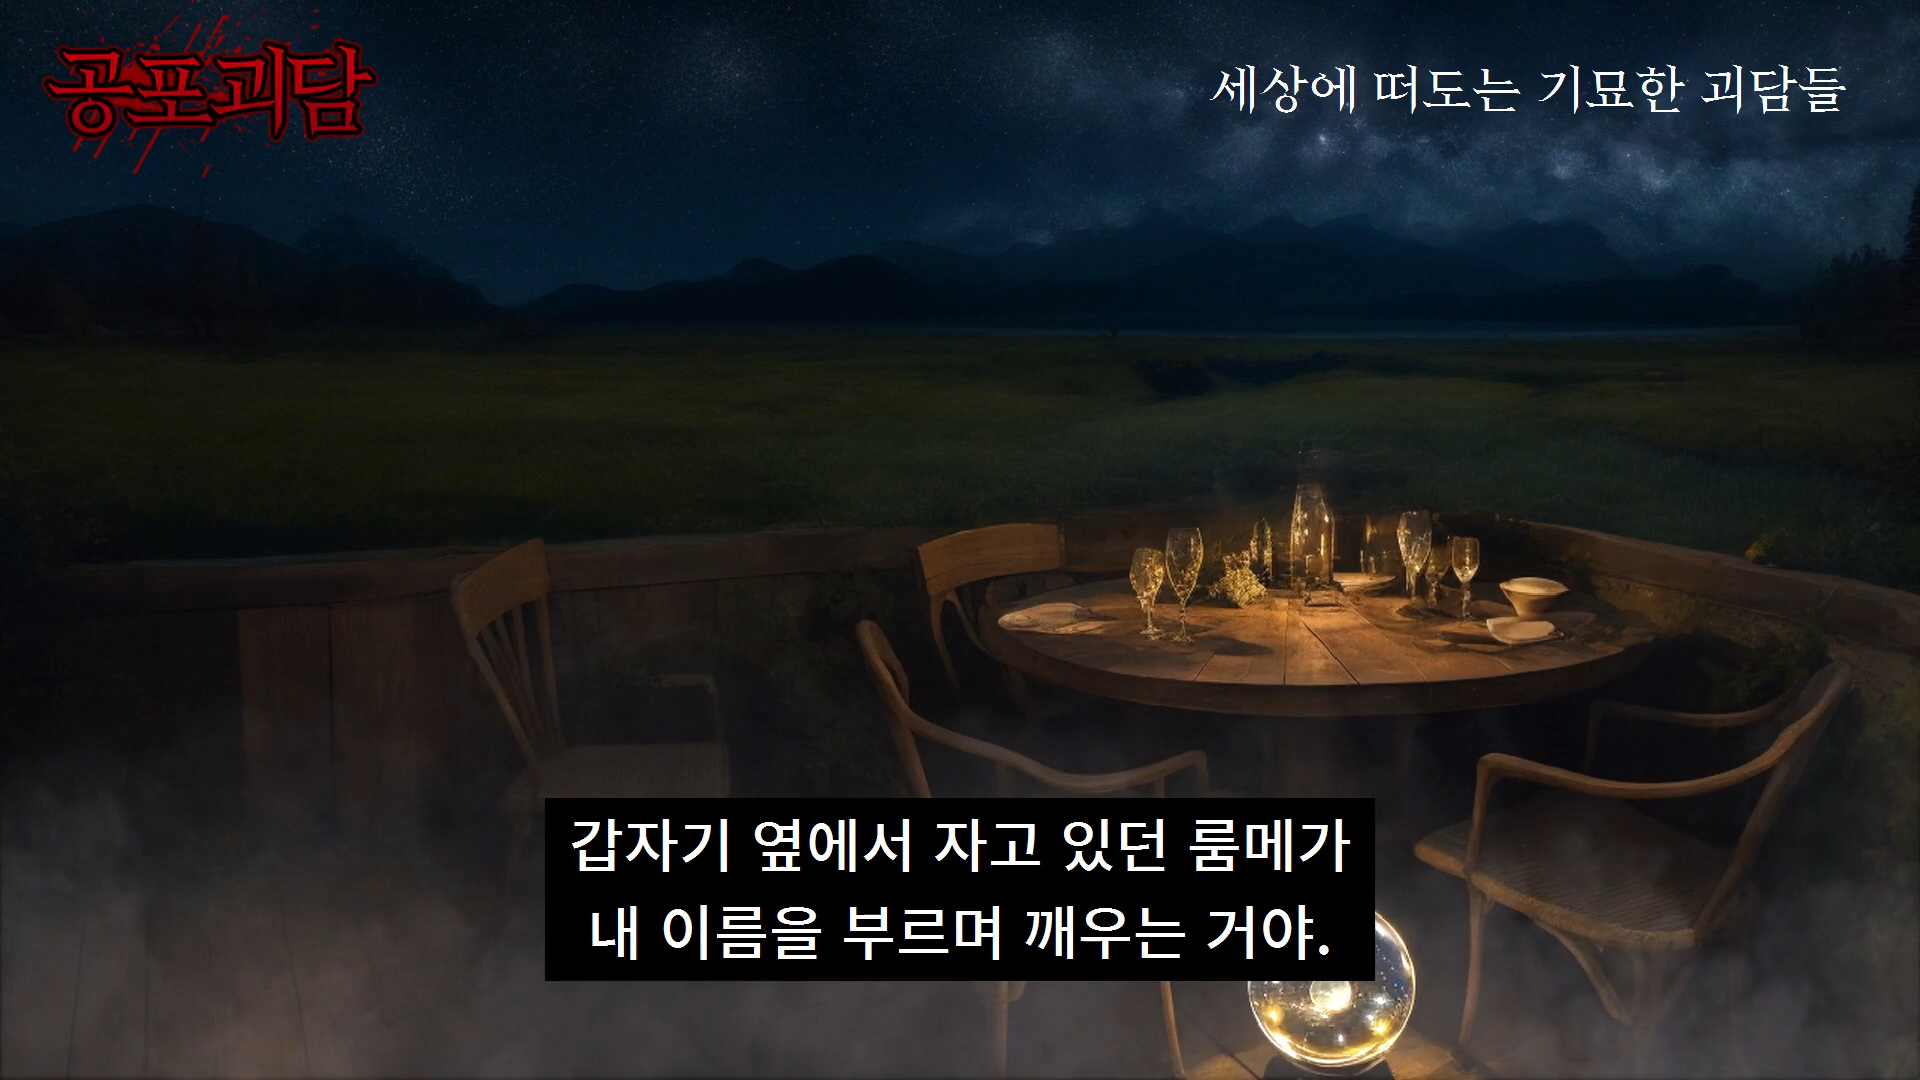 공포괴담
세상에 떠도는 기묘한 괴담들
갑자기 옆에서 자고 있던 룸메가
내 이름을 부르며 깨우는 거야.